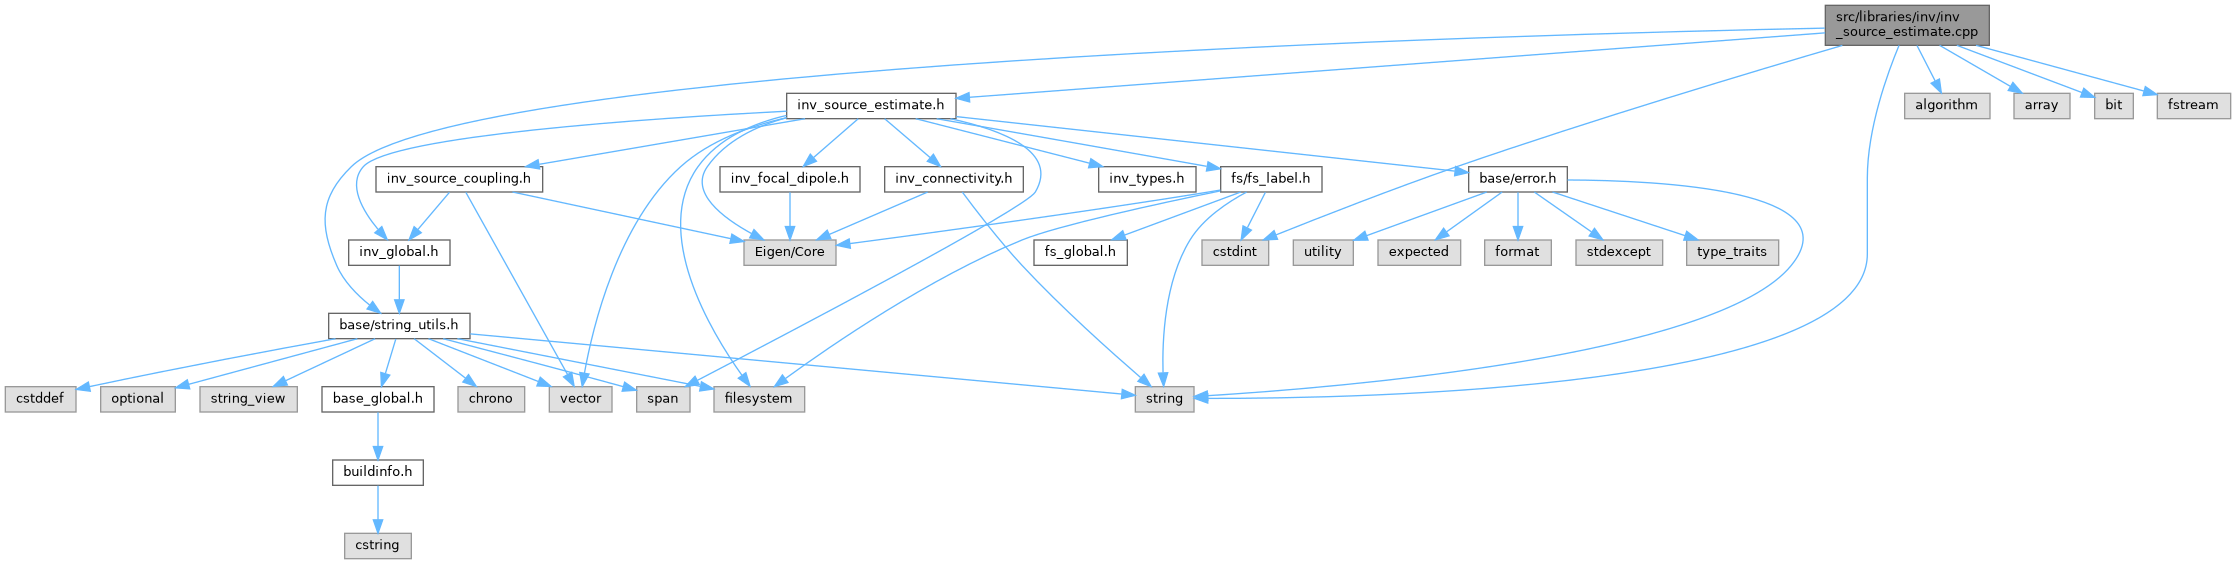 src/libraries/inv/inv
_source_estimate.cpp
inv_source_estimate.h
algorithm
array
bit
fstream
inv_source_coupling.h
inv_focal_dipole.h
inv_connectivity.h
inv_types.h
fs/fs_label.h
base/error.h
inv_global.h
Eigen/Core
fs_global.h
cstdint
utility
expected
format
stdexcept
type_traits
base/string_utils.h
cstddef
optional
string_view
base_global.h
chrono
vector
span
filesystem
string
buildinfo.h
cstring